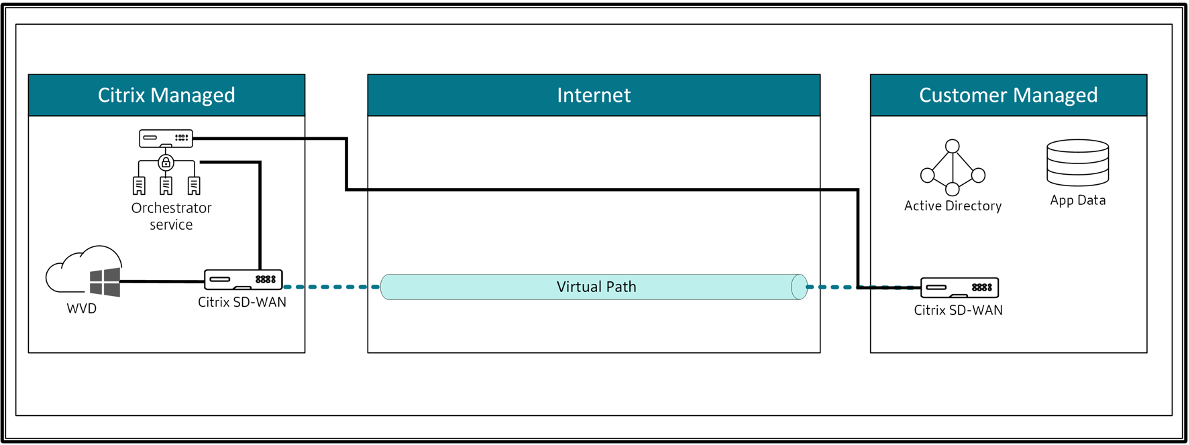 Citrix Managed
Internet
Customer Managed
Orchestrator
service
Active Directory
App Data
WVD
Citrix SD-WAN
Virtual Path
Citrix SD-WAN